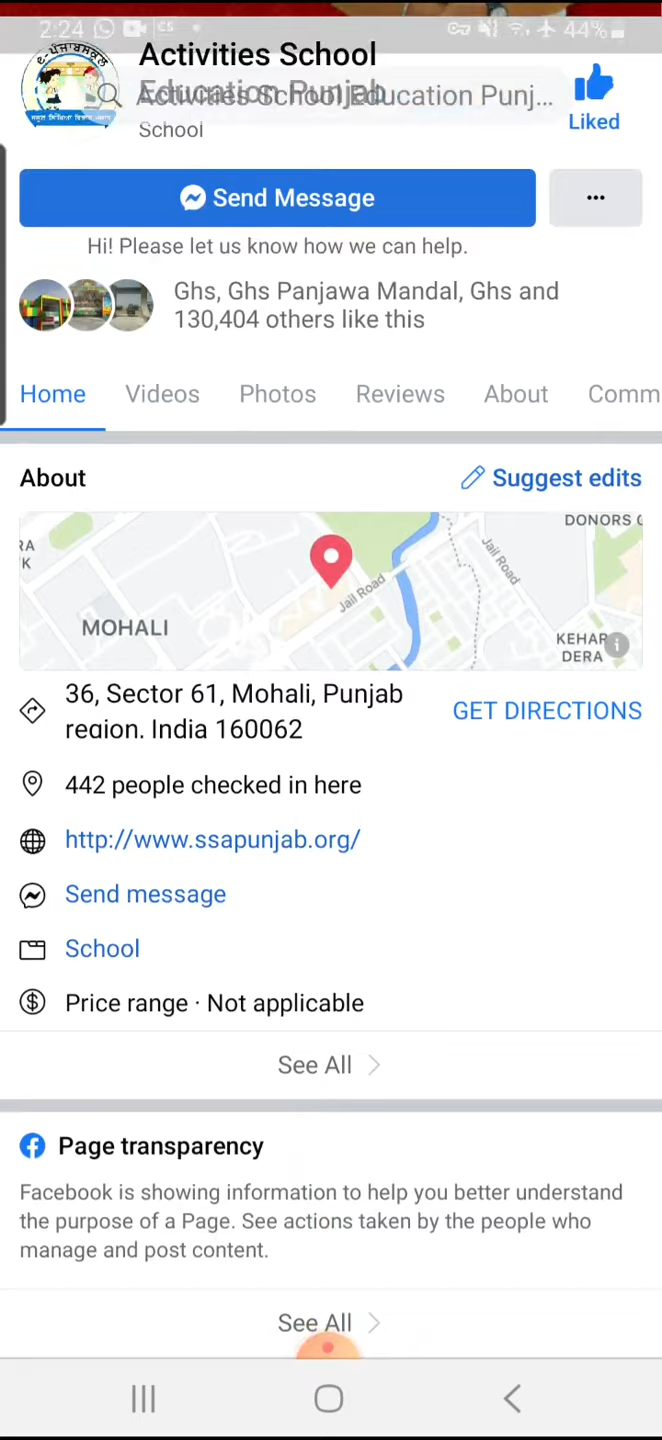 2:24
CS
44%
Activities School
Education Punjab
Activities School Education Punj...
School
Liked
Send Message
...
Hi! Please let us know how we can help.
Ghs, Ghs Panjawa Mandal, Ghs and
130,404 others like this
Home Videos Photos Reviews About Comm
About
Suggest edits
DONORS
RA
K
Jail Road
Jail Road
MOHALI
KEHAR
DERA
36, Sector 61, Mohali, Punjab
region, India 160062
GET DIRECTIONS
442 people checked in here
http://www.ssapunjab.org/
Send message
School
Price range · Not applicable
See All
Page transparency
Facebook is showing information to help you better understand
the purpose of a Page. See actions taken by the people who
manage and post content.
See All